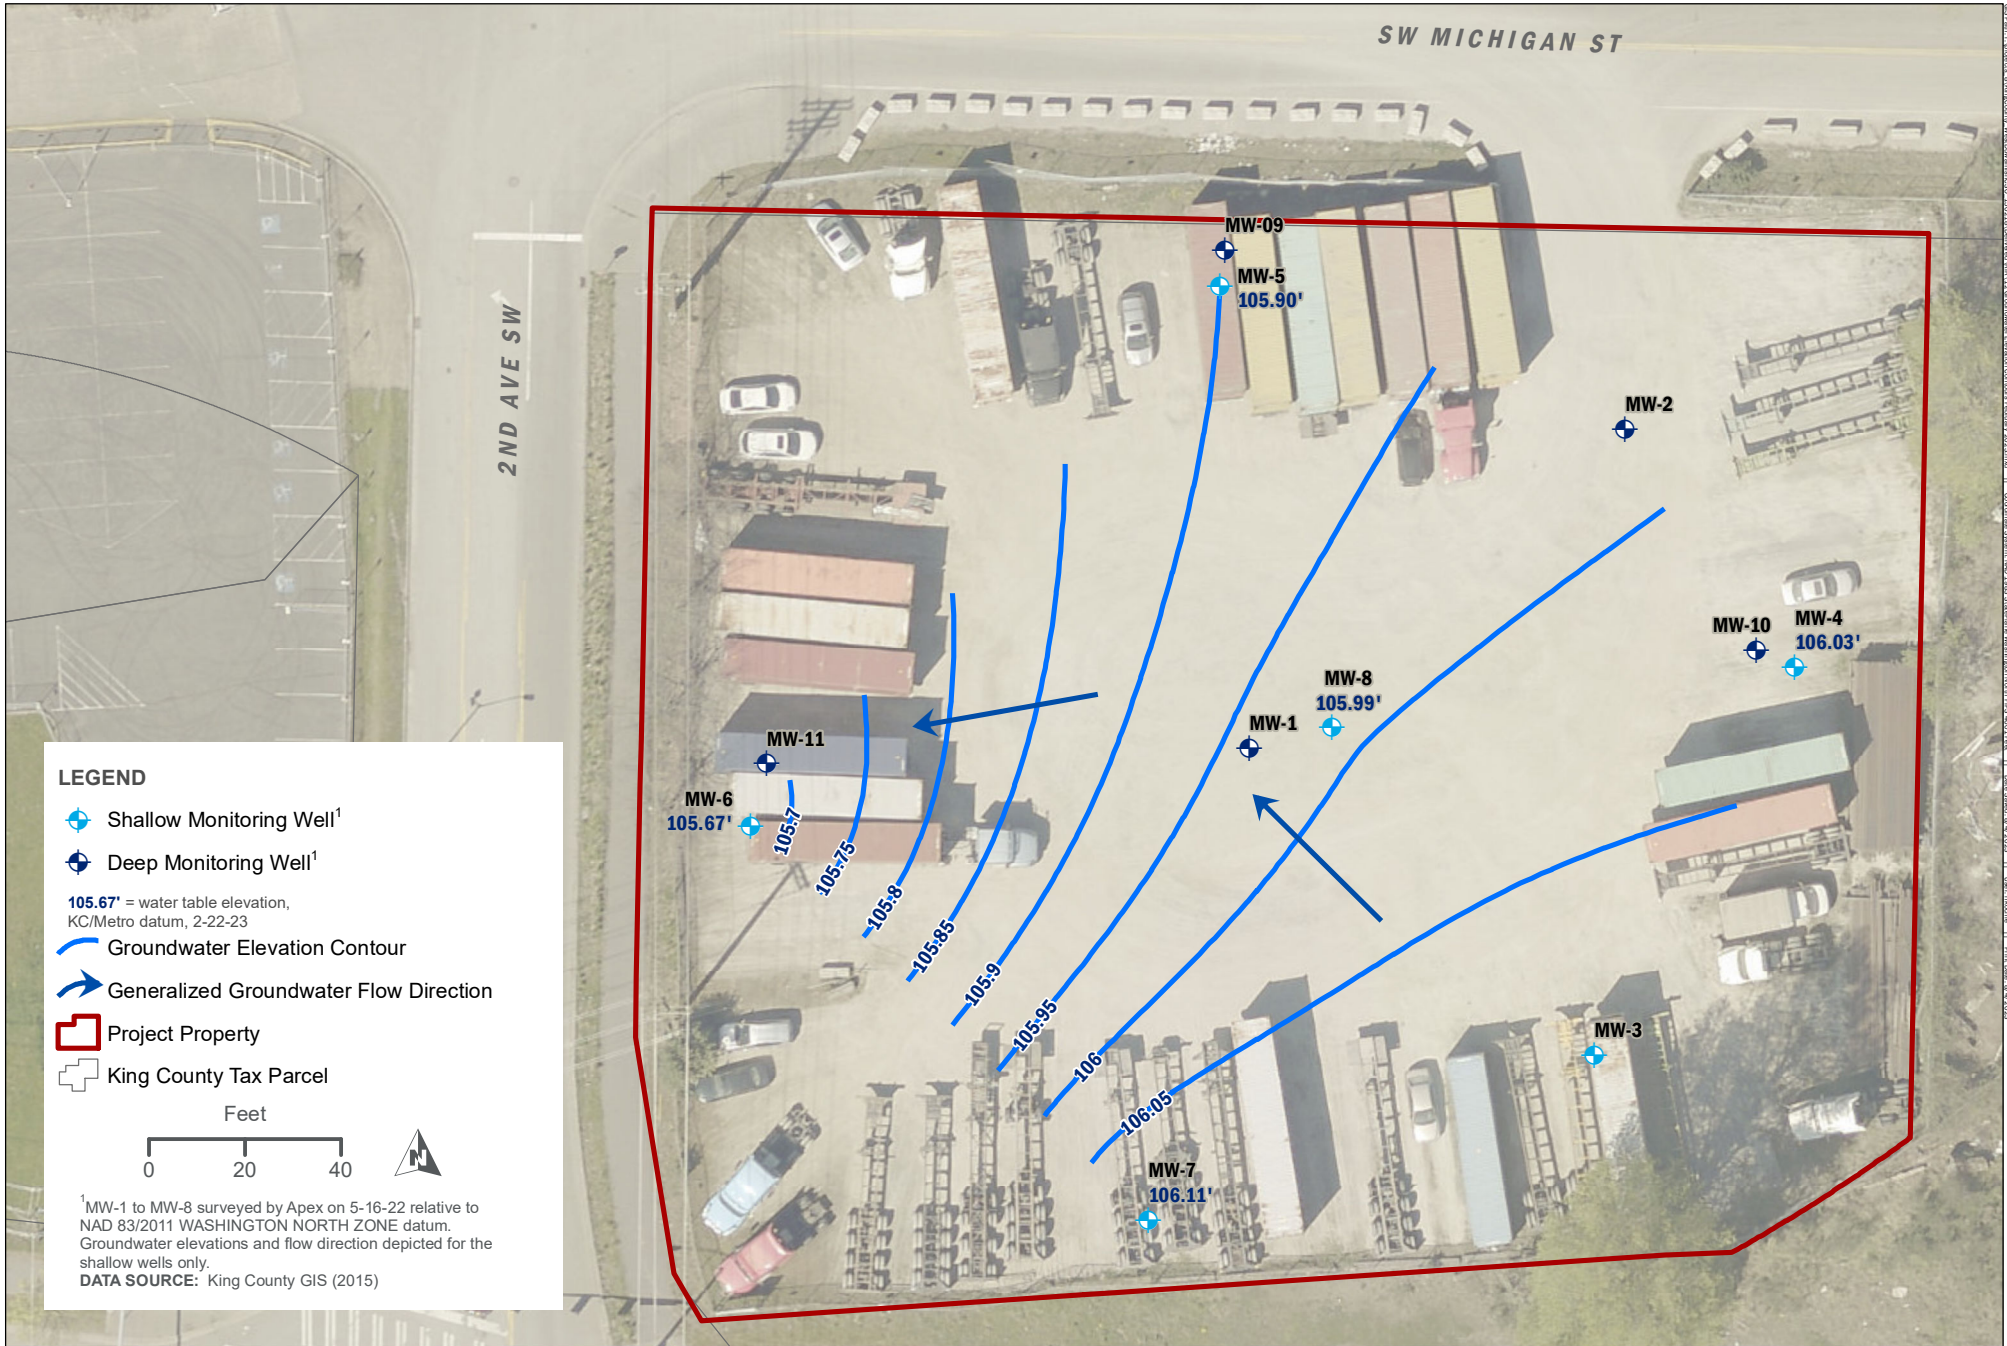 SW MICHIGAN ST
2ND AVE SW
MW-09
MW-5
105.90'
MW-2
MW-10
MW-4
106.03'
MW-8
105.99'
MW-1
MW-11
MW-6
105.67'
MW-3
MW-7
106.11'
105.7
105.75
105.8
105.85
105.9
105.95
106
106.05
LEGEND
Shallow Monitoring Well1
Deep Monitoring Well1
105.67' = water table elevation,
KC/Metro datum, 2-22-23
Groundwater Elevation Contour
Generalized Groundwater Flow Direction
Project Property
King County Tax Parcel
Feet
0 20 40
N
1MW-1 to MW-8 surveyed by Apex on 5-16-22 relative to
NAD 83/2011 WASHINGTON NORTH ZONE datum.
Groundwater elevations and flow direction depicted for the
shallow wells only.
DATA SOURCE: King County GIS (2015)